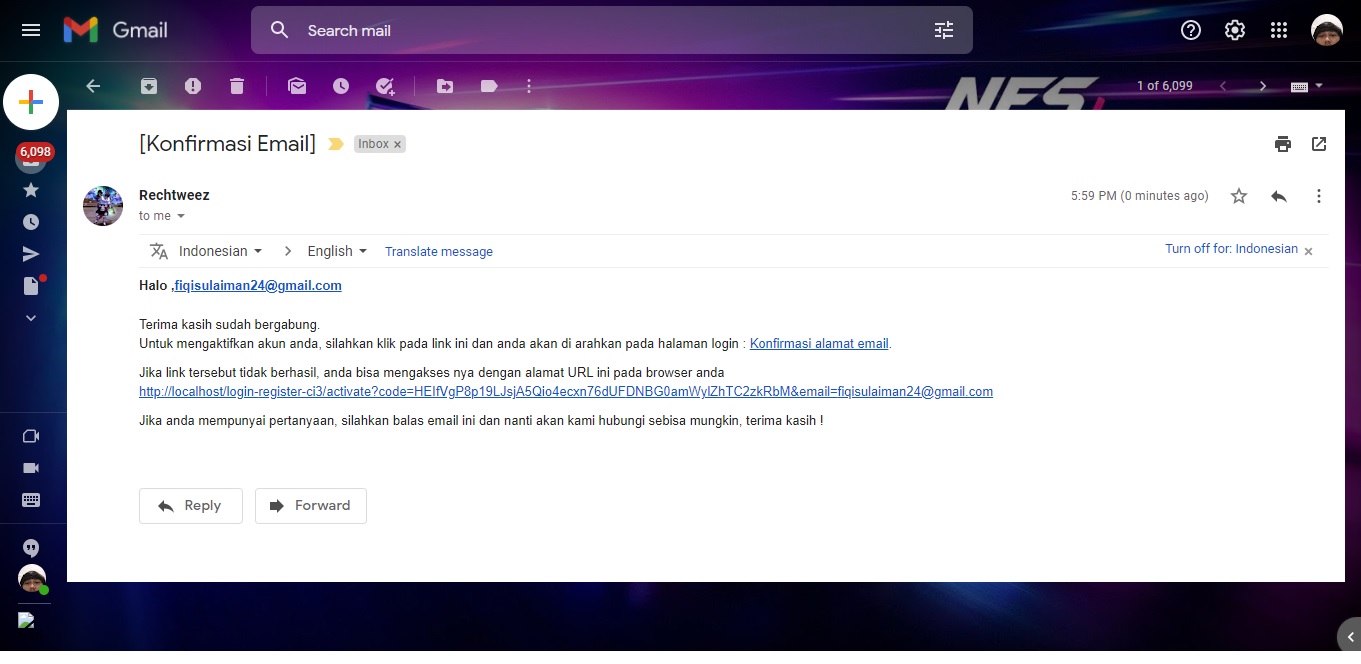 Gmail
Search mail
NFS
1 of 6,099
6,098
[Konfirmasi Email]
Inbox ×
Rechtweez
5:59 PM (0 minutes ago)
to me
Indonesian > English Translate message
Turn off for: Indonesian ×
Halo ,fiqisulaiman24@gmail.com
Terima kasih sudah bergabung.
Untuk mengaktifkan akun anda, silahkan klik pada link ini dan anda akan di arahkan pada halaman login : Konfirmasi alamat email.
Jika link tersebut tidak berhasil, anda bisa mengakses nya dengan alamat URL ini pada browser anda
http://localhost/login-register-ci3/activate?code=HEIfVgP8p19LJsjA5Qio4ecxn76dUFDNBG0amWylZhTC2zkRbM&email=fiqisulaiman24@gmail.com
Jika anda mempunyai pertanyaan, silahkan balas email ini dan nanti akan kami hubungi sebisa mungkin, terima kasih !
Reply
Forward